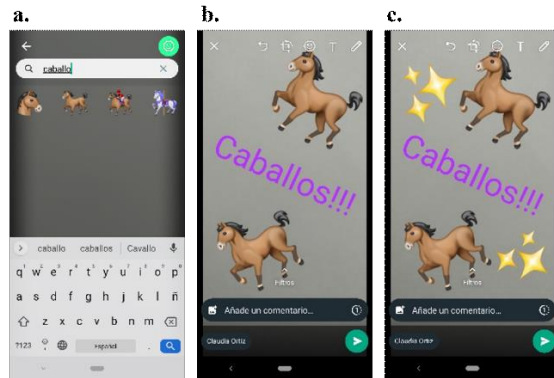 a.
caballo
caballo caballos Cavallo
q w e r t y u i o p
a s d f g h j k l ñ
z x c v b n m
?123 español .
b.
T
Caballos!!!
Filtros
Añade un comentario...
Claudia Ortiz
c.
T
Caballos!!!
Filtros
Añade un comentario...
Claudia Ortiz